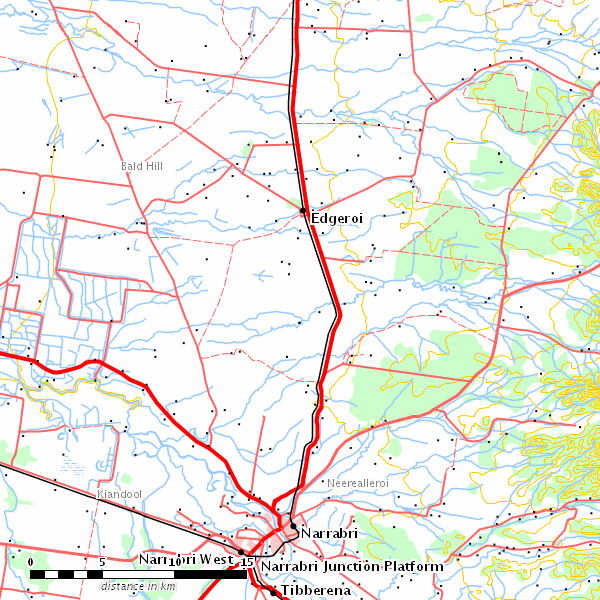 Bald Hill
Edgeroi
Neerealleroi
Kiandool
Narrabri
Narrabri West
Narrabri Junction Platform
0 5 10 15
distance in km
Tibberena